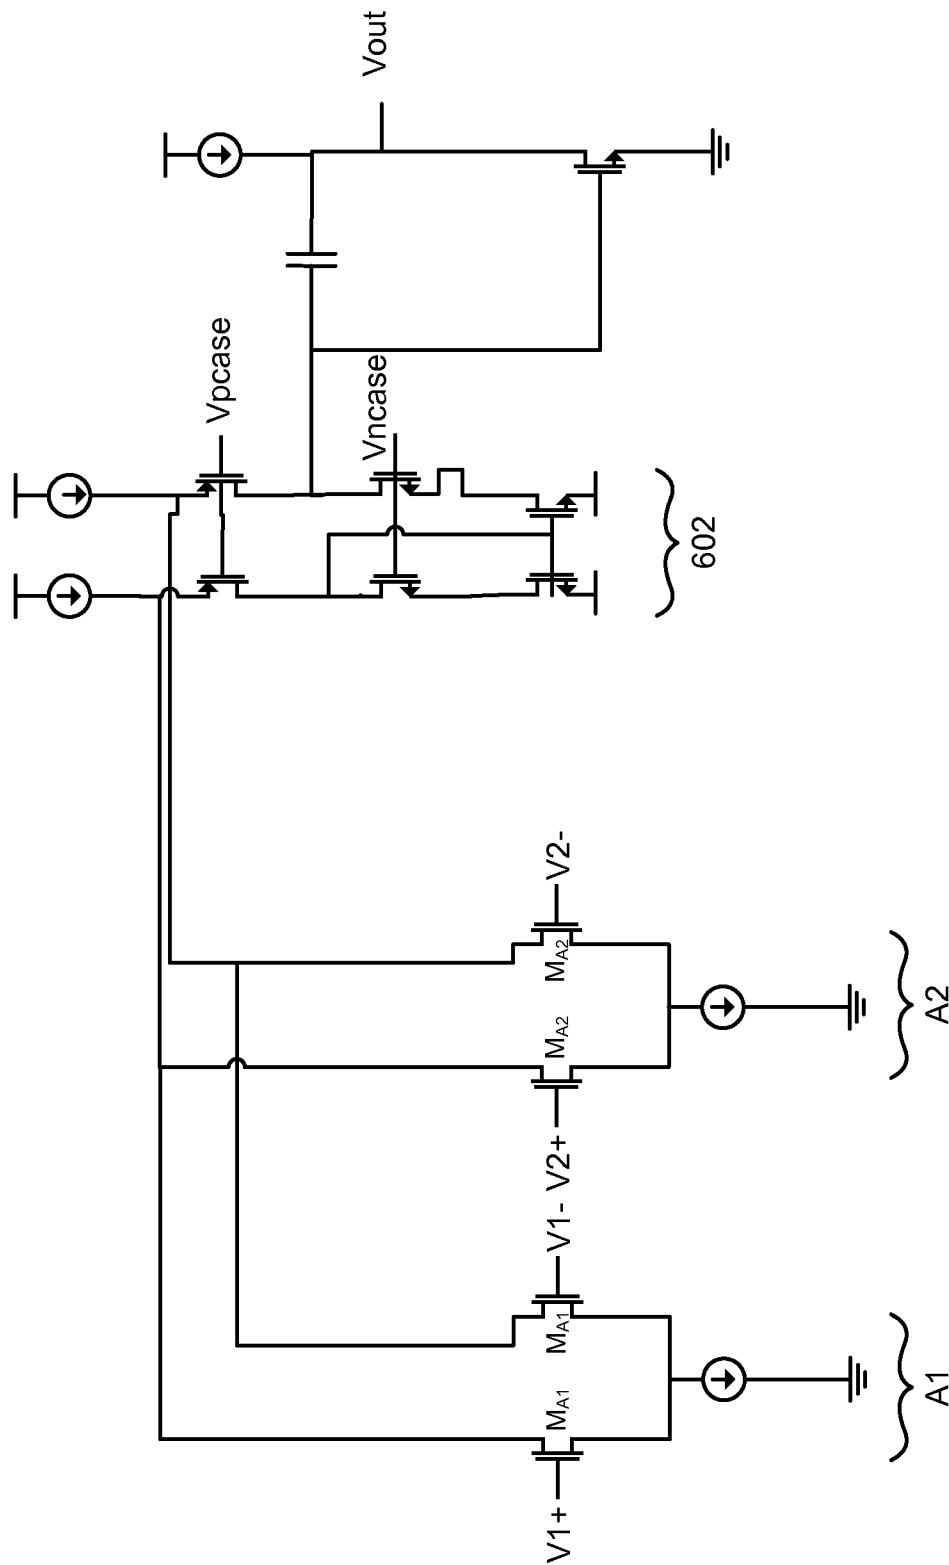 Vout
Vpcase
Vncase
602
V2-
MA2
MA2
V2+
V1-
MA1
MA1
V1+
A2
A1